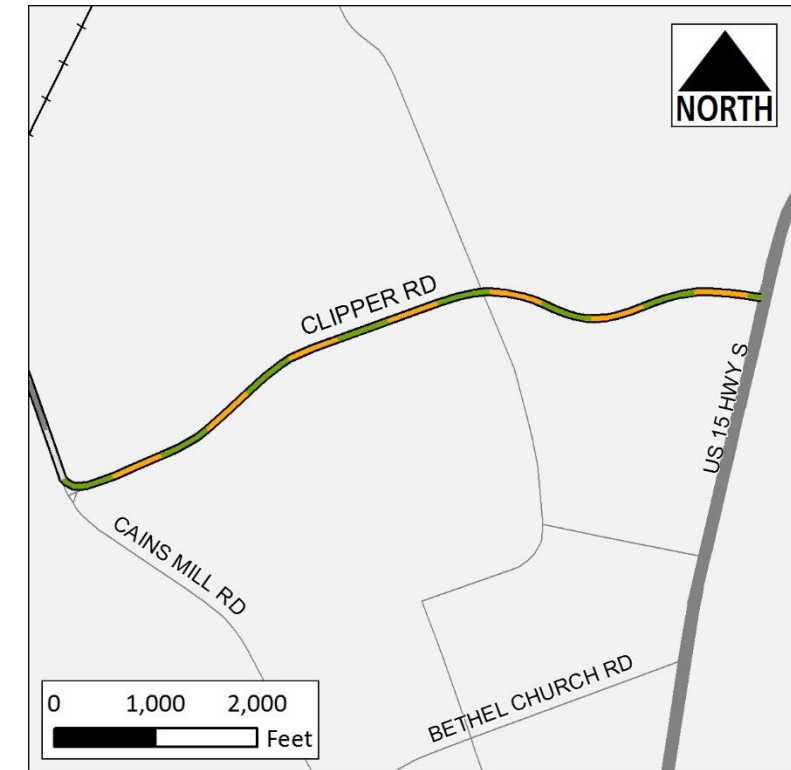 NORTH
CLIPPER RD
US 15 HWY S
CAINS MILL RD
BETHEL CHURCH RD
0 1,000 2,000
Feet